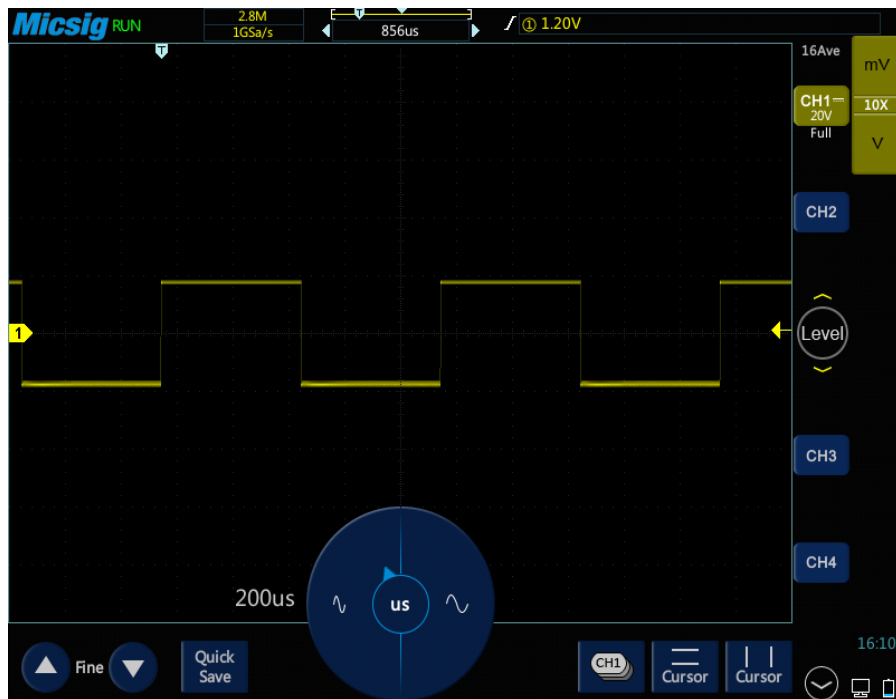 Micsig RUN
2.8M
1GSa/s
T
856us
① 1.20V
T
16Ave
mV
CH1
20V
Full
10X
V
CH2
1
Level
CH3
CH4
200us
us
Fine
Quick
Save
CH1
Cursor
Cursor
16:10